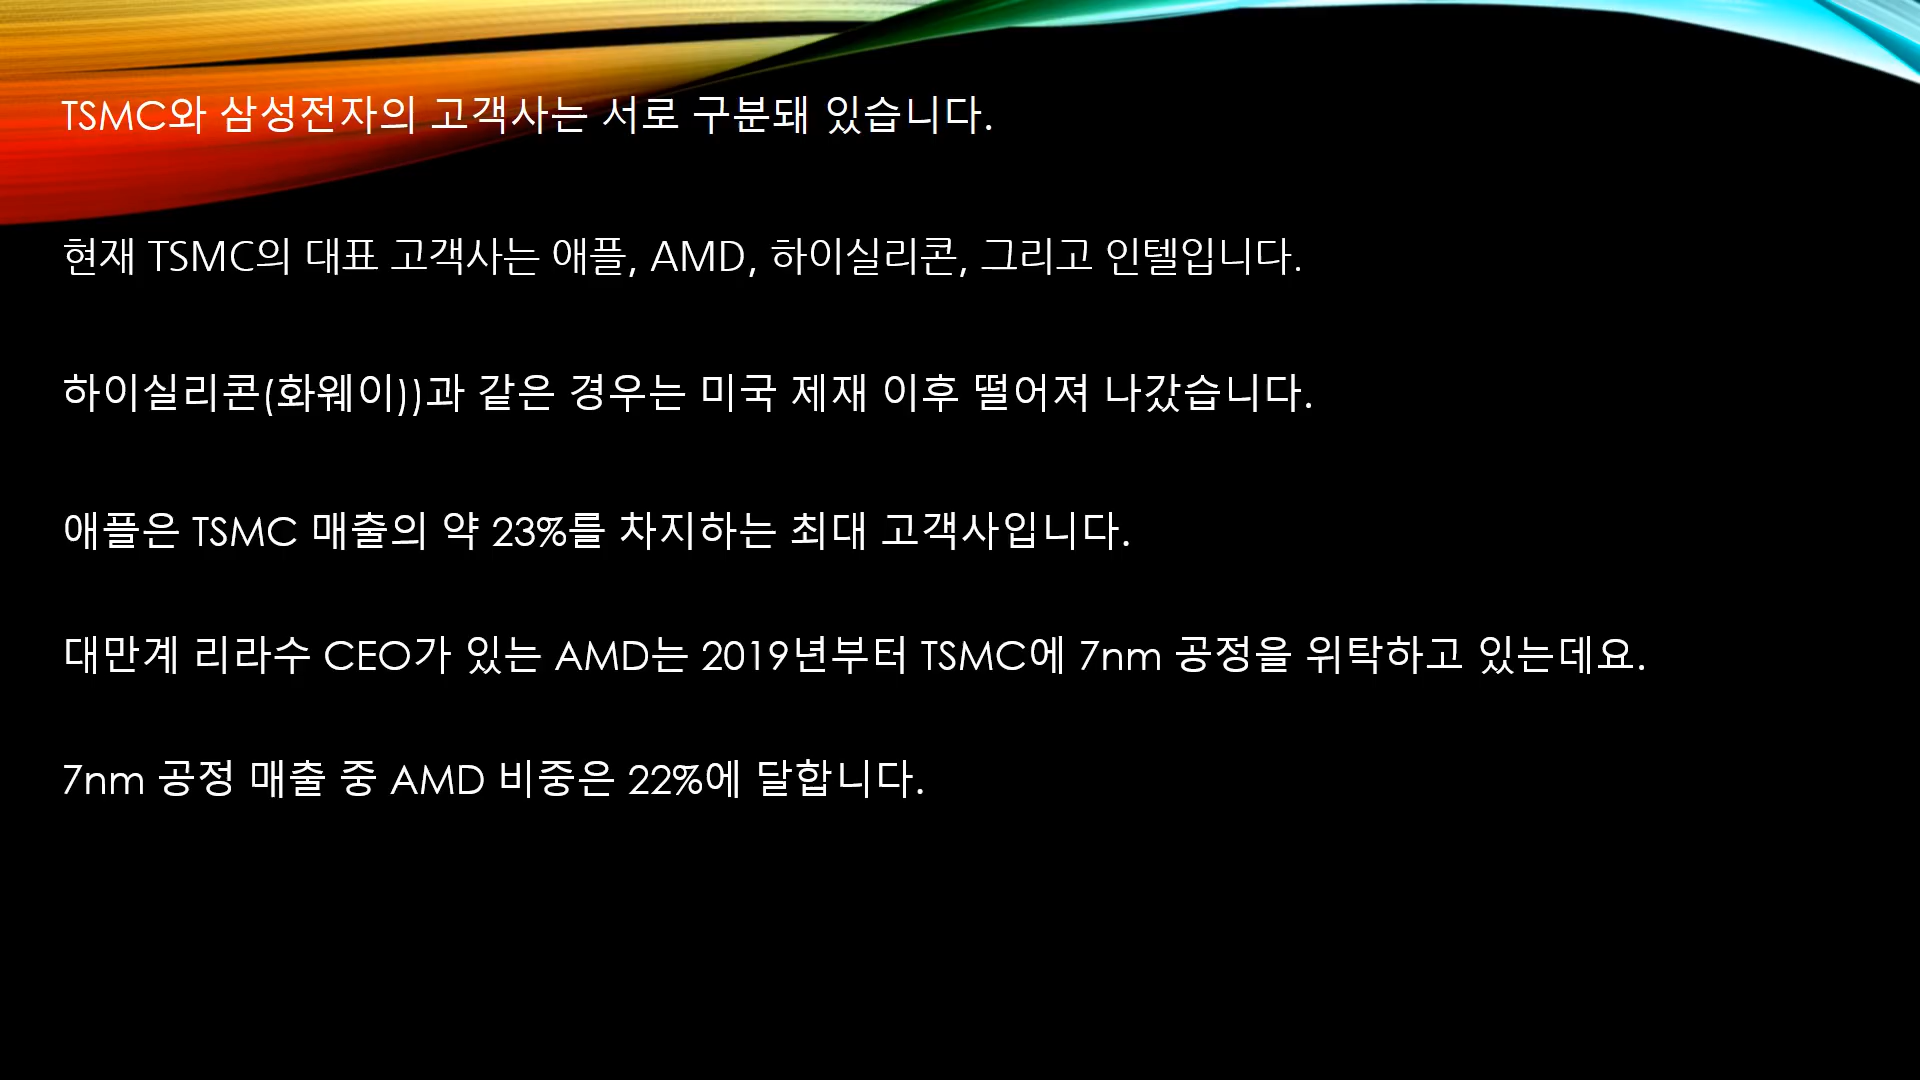 TSMC와 삼성전자의 고객사는 서로 구분돼 있습니다.
현재 TSMC의 대표 고객사는 애플, AMD, 하이실리콘, 그리고 인텔입니다.
하이실리콘(화웨이))과 같은 경우는 미국 제재 이후 떨어져 나갔습니다.
애플은 TSMC 매출의 약 23%를 차지하는 최대 고객사입니다.
대만계 리라수 CEO가 있는 AMD는 2019년부터 TSMC에 7nm 공정을 위탁하고 있는데요.
7nm 공정 매출 중 AMD 비중은 22%에 달합니다.